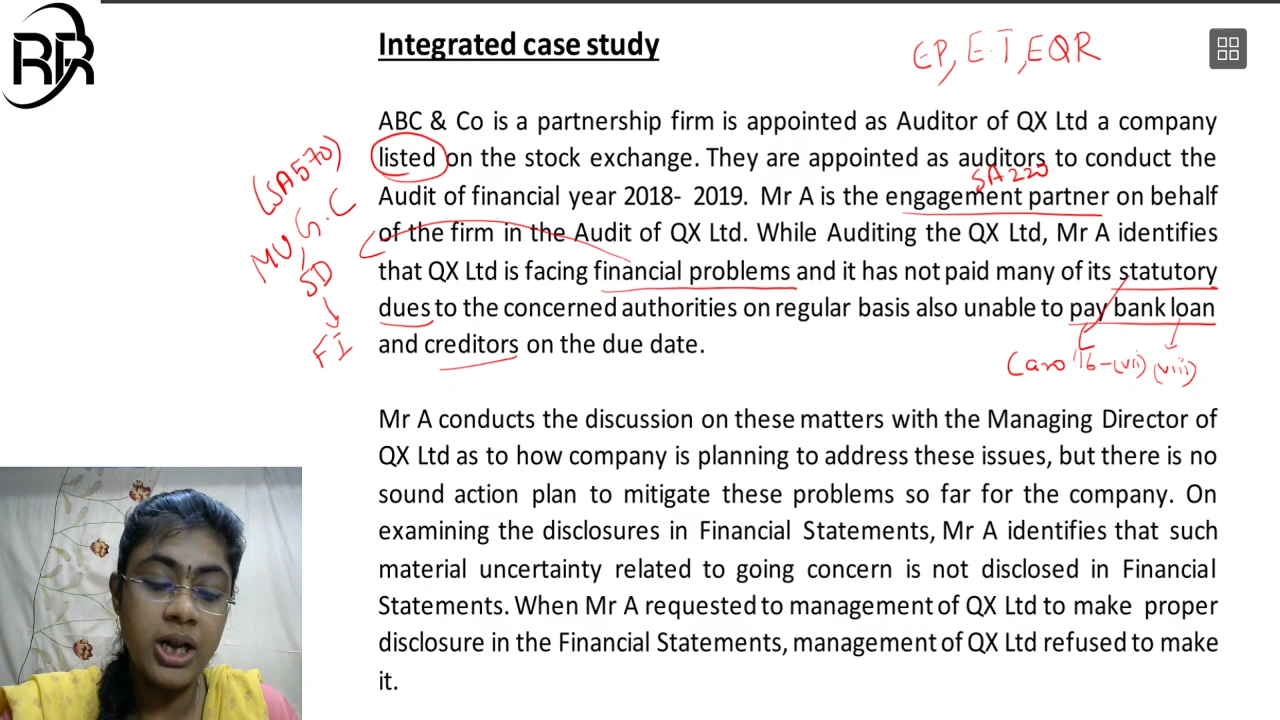 RR
Integrated case study
EP, E.T, EQR
ABC & Co is a partnership firm is appointed as Auditor of QX Ltd a company
listed on the stock exchange. They are appointed as auditors to conduct the
(SA570)
SA 220
Audit of financial year 2018- 2019. Mr A is the engagement partner on behalf
G.C
of the firm in the Audit of QX Ltd. While Auditing the QX Ltd, Mr A identifies
MU
that QX Ltd is facing financial problems and it has not paid many of its statutory
SD
dues to the concerned authorities on regular basis also unable to pay bank loan
FI
and creditors on the due date.
Caro '16-(vii) (viii)
Mr A conducts the discussion on these matters with the Managing Director of
QX Ltd as to how company is planning to address these issues, but there is no
sound action plan to mitigate these problems so far for the company. On
examining the disclosures in Financial Statements, Mr A identifies that such
material uncertainty related to going concern is not disclosed in Financial
Statements. When Mr A requested to management of QX Ltd to make proper
disclosure in the Financial Statements, management of QX Ltd refused to make
it.